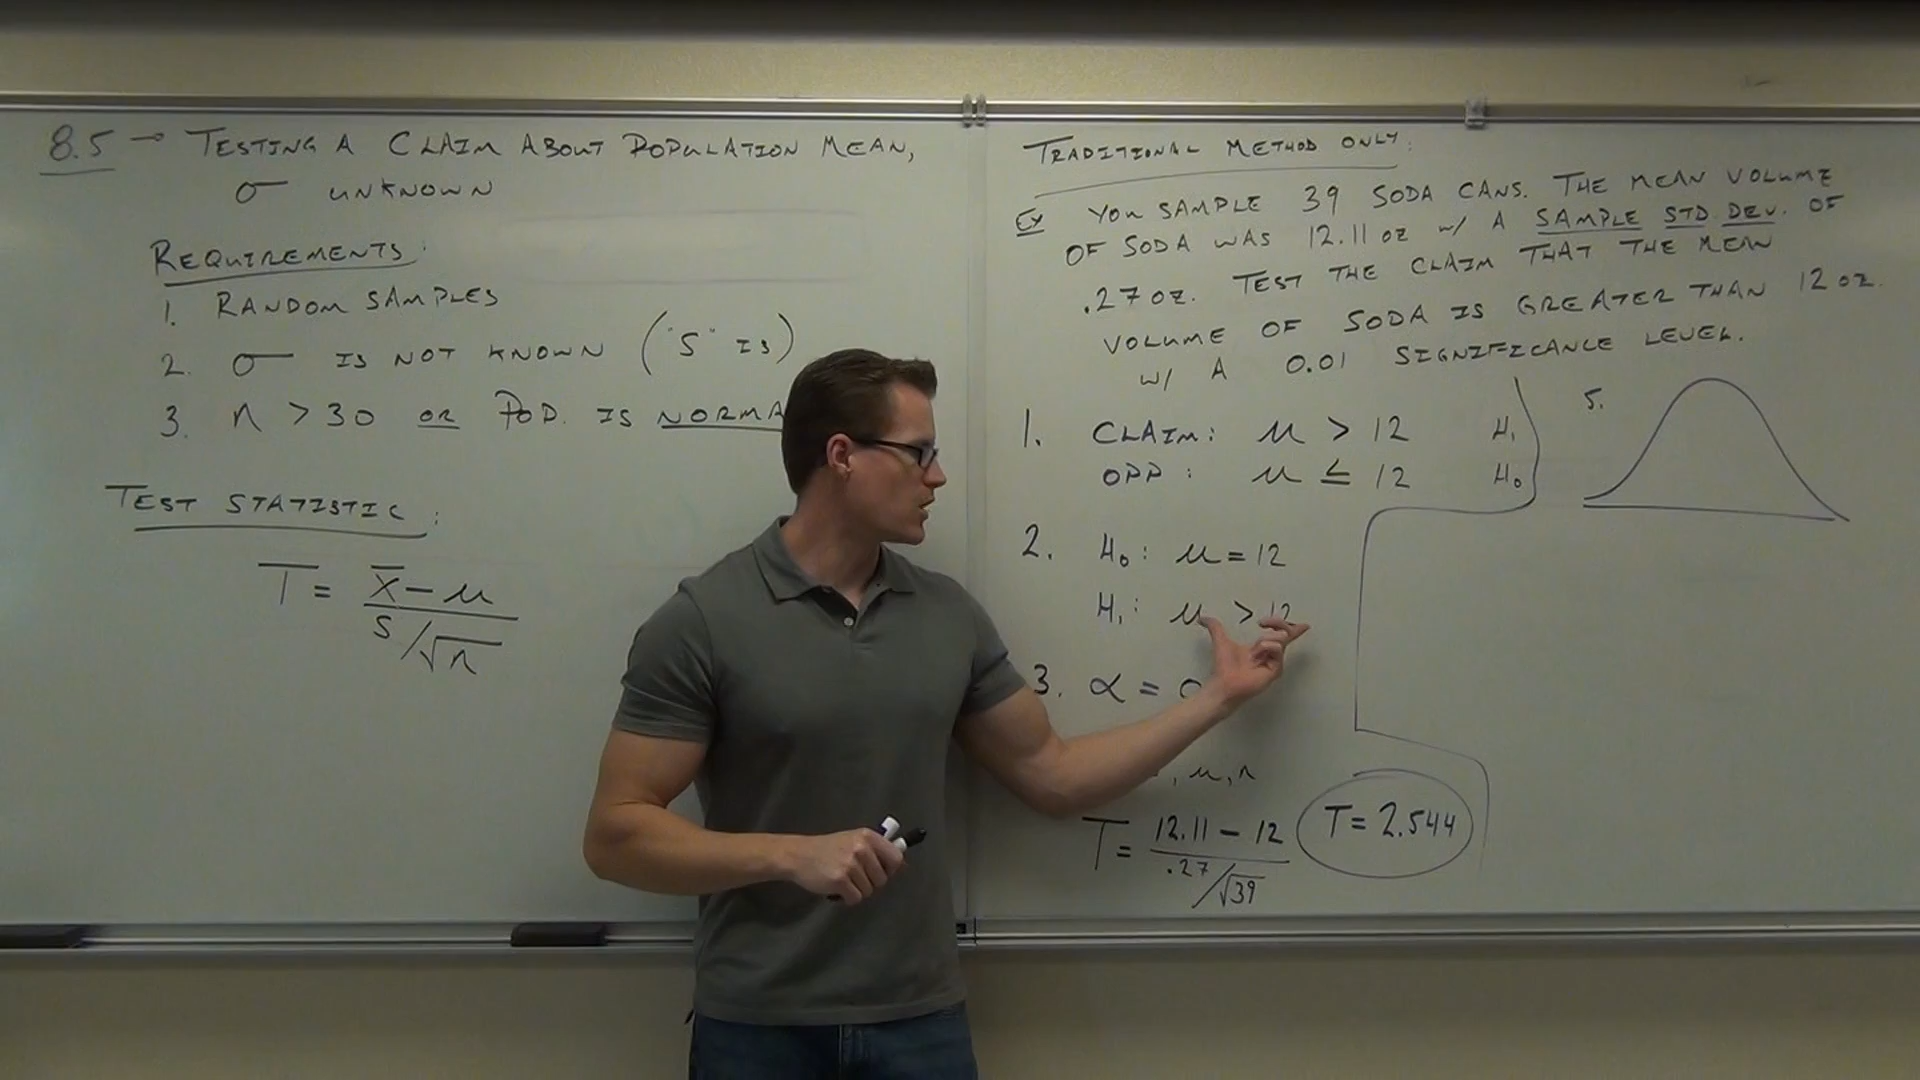 8.5 → TESTING A CLAIM ABOUT POPULATION MEAN,
σ UNKNOWN
REQUIREMENTS:
1. RANDOM SAMPLES
2. σ IS NOT KNOWN ("S" IS)
3. n > 30 OR POP. IS NORMA
TEST STATISTIC:
T = x̄ - μ
s/√n
TRADITIONAL METHOD ONLY:
EX YOU SAMPLE 39 SODA CANS. THE MEAN VOLUME
OF SODA WAS 12.11 OZ W/ A SAMPLE STD. DEV. OF
.27 OZ. TEST THE CLAIM THAT THE MEAN
VOLUME OF SODA IS GREATER THAN 12 OZ.
W/ A 0.01 SIGNIFICANCE LEVEL.
1. CLAIM: μ > 12 H₁
OPP: μ ≤ 12 H₀
2. H₀: μ = 12
H₁: μ > 12
3. α = 0
, μ, n
T = 12.11 - 12
.27/√39
T = 2.544
5.